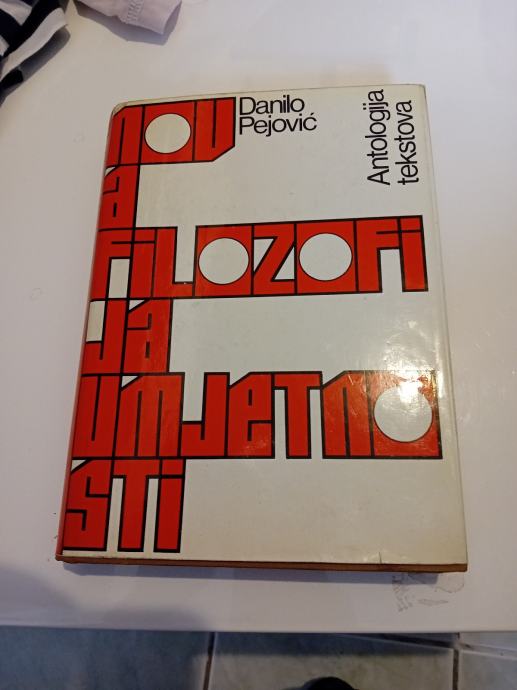 Danilo
Pejović
Antologija
tekstova
nov
a
filozofi
ja
umjetno
sti